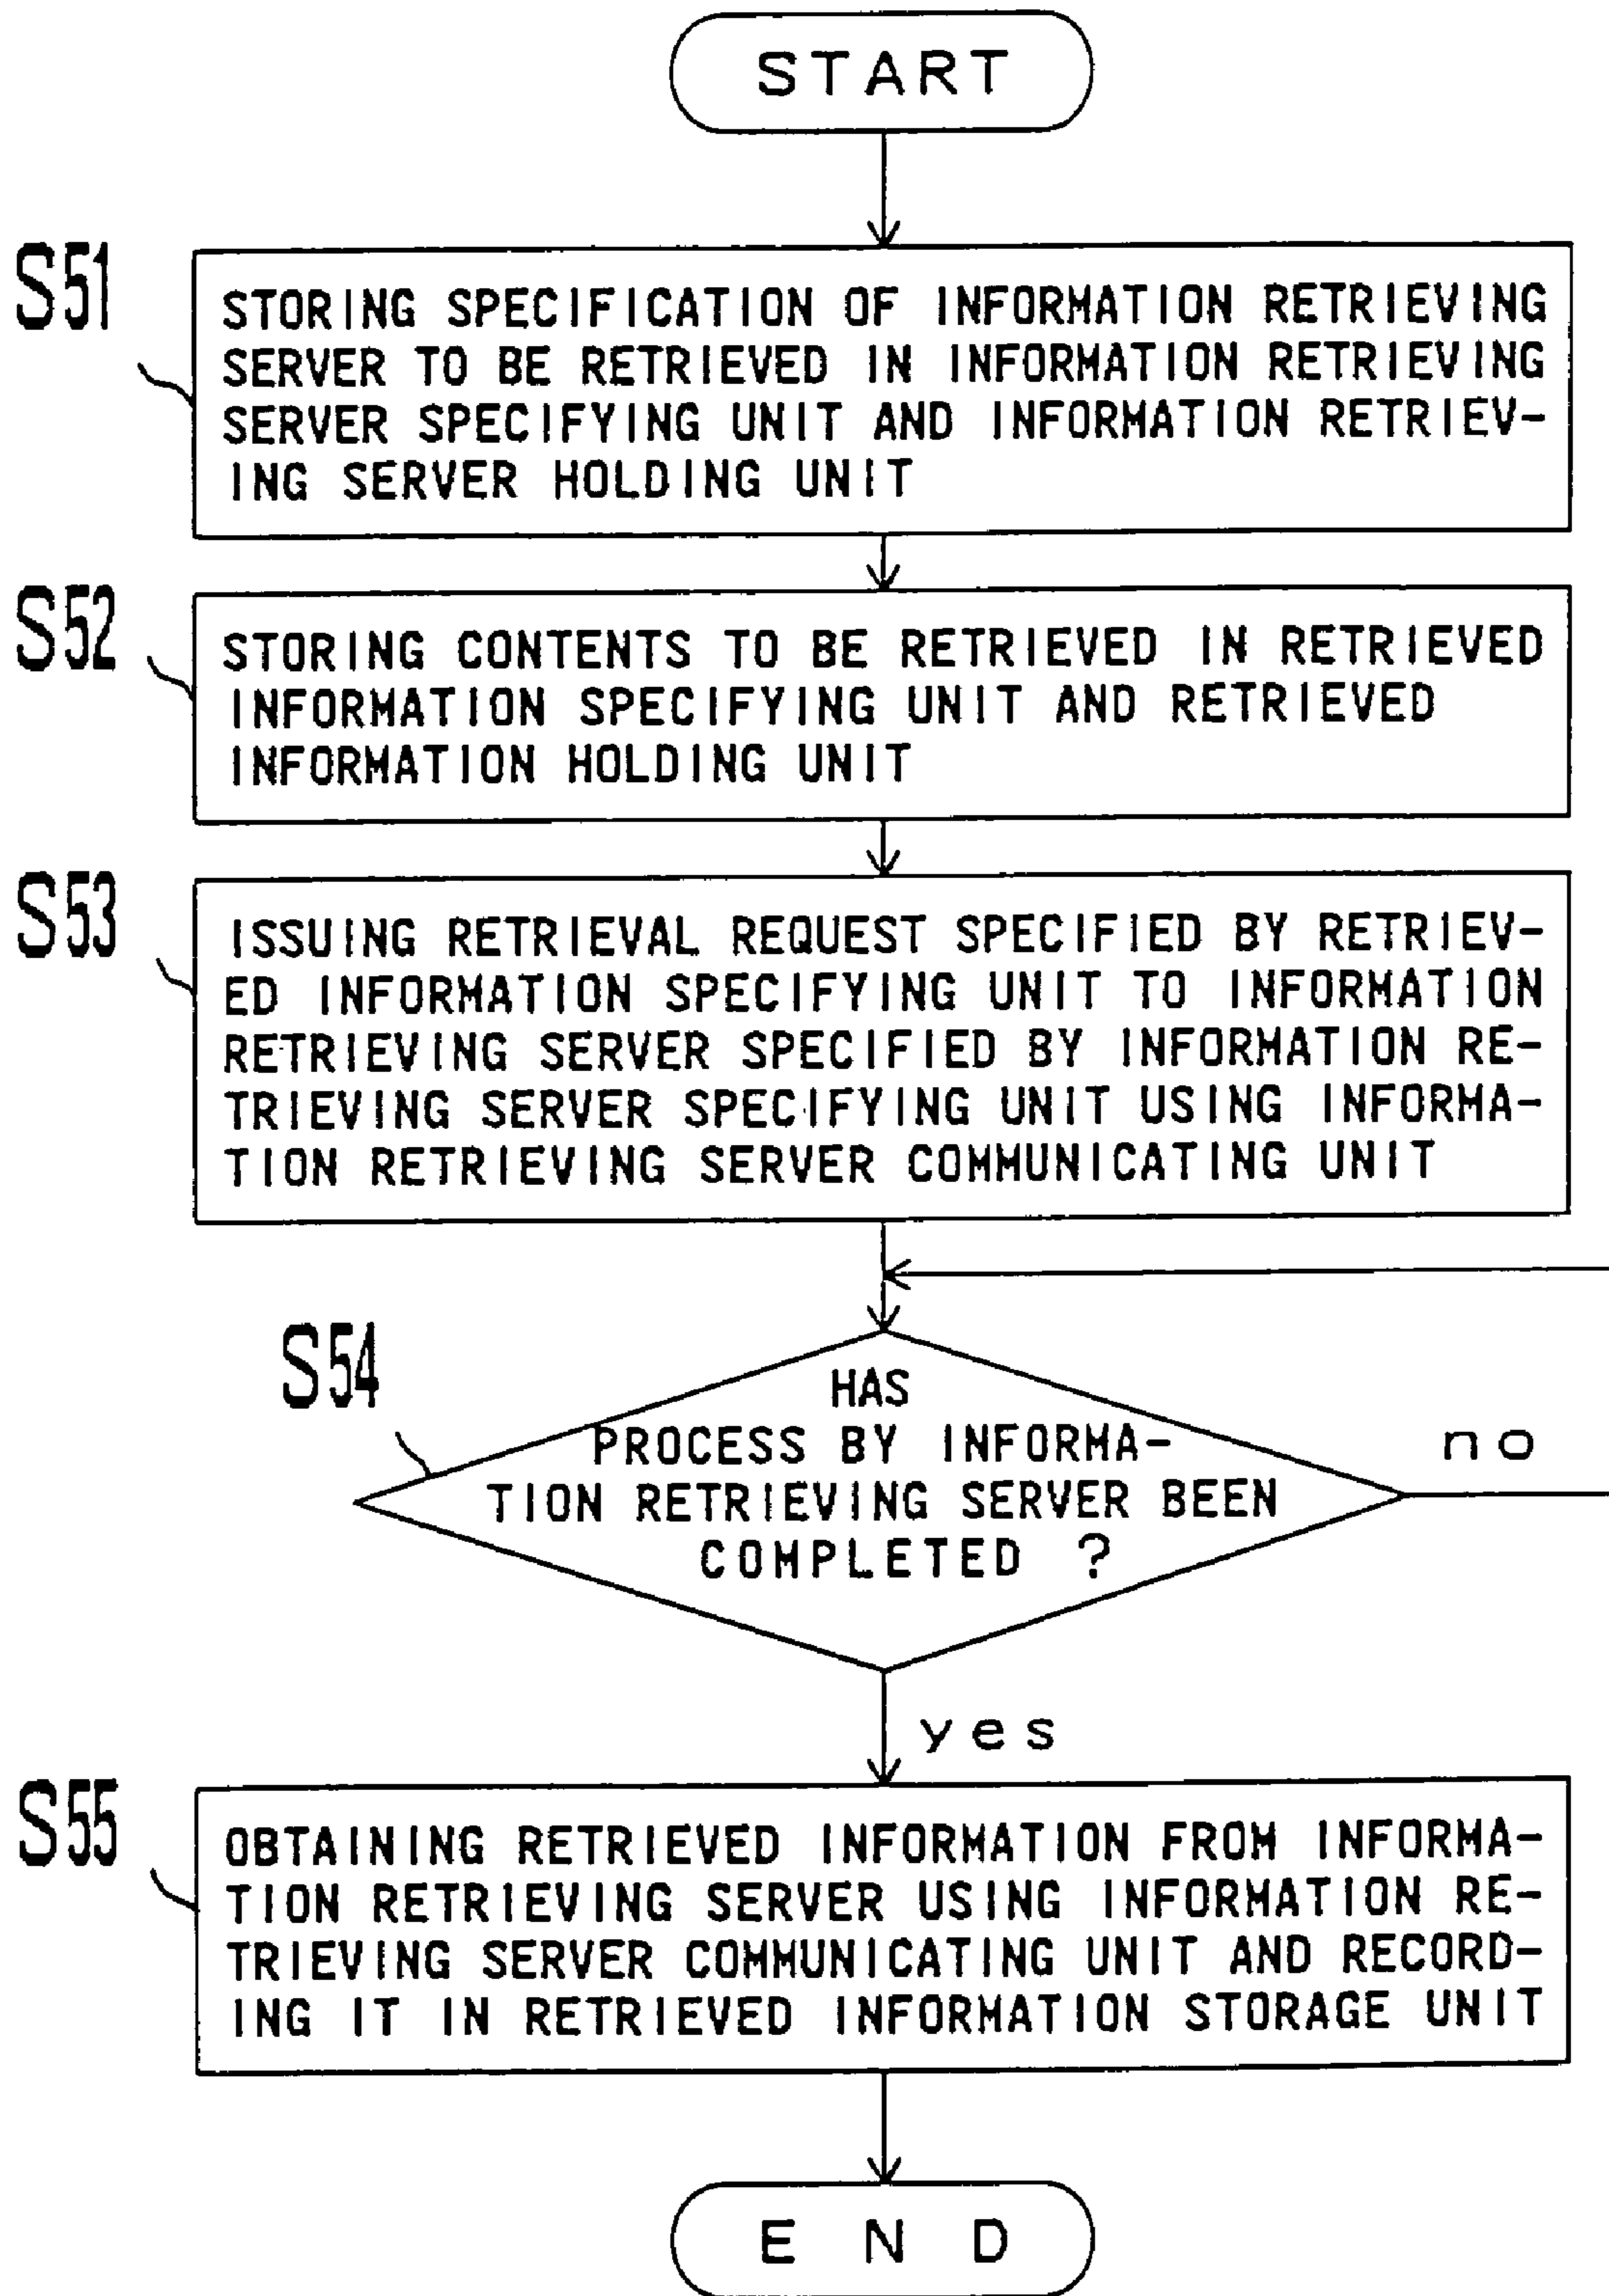 START
S51
STORING SPECIFICATION OF INFORMATION RETRIEVING
SERVER TO BE RETRIEVED IN INFORMATION RETRIEVING
SERVER SPECIFYING UNIT AND INFORMATION RETRIEV-
ING SERVER HOLDING UNIT
S52
STORING CONTENTS TO BE RETRIEVED IN RETRIEVED
INFORMATION SPECIFYING UNIT AND RETRIEVED
INFORMATION HOLDING UNIT
S53
ISSUING RETRIEVAL REQUEST SPECIFIED BY RETRIEV-
ED INFORMATION SPECIFYING UNIT TO INFORMATION
RETRIEVING SERVER SPECIFIED BY INFORMATION RE-
TRIEVING SERVER SPECIFYING UNIT USING INFORMA-
TION RETRIEVING SERVER COMMUNICATING UNIT
S54
HAS
PROCESS BY INFORMA-
TION RETRIEVING SERVER BEEN
COMPLETED ?
no
yes
S55
OBTAINING RETRIEVED INFORMATION FROM INFORMA-
TION RETRIEVING SERVER USING INFORMATION RE-
TRIEVING SERVER COMMUNICATING UNIT AND RECORD-
ING IT IN RETRIEVED INFORMATION STORAGE UNIT
END